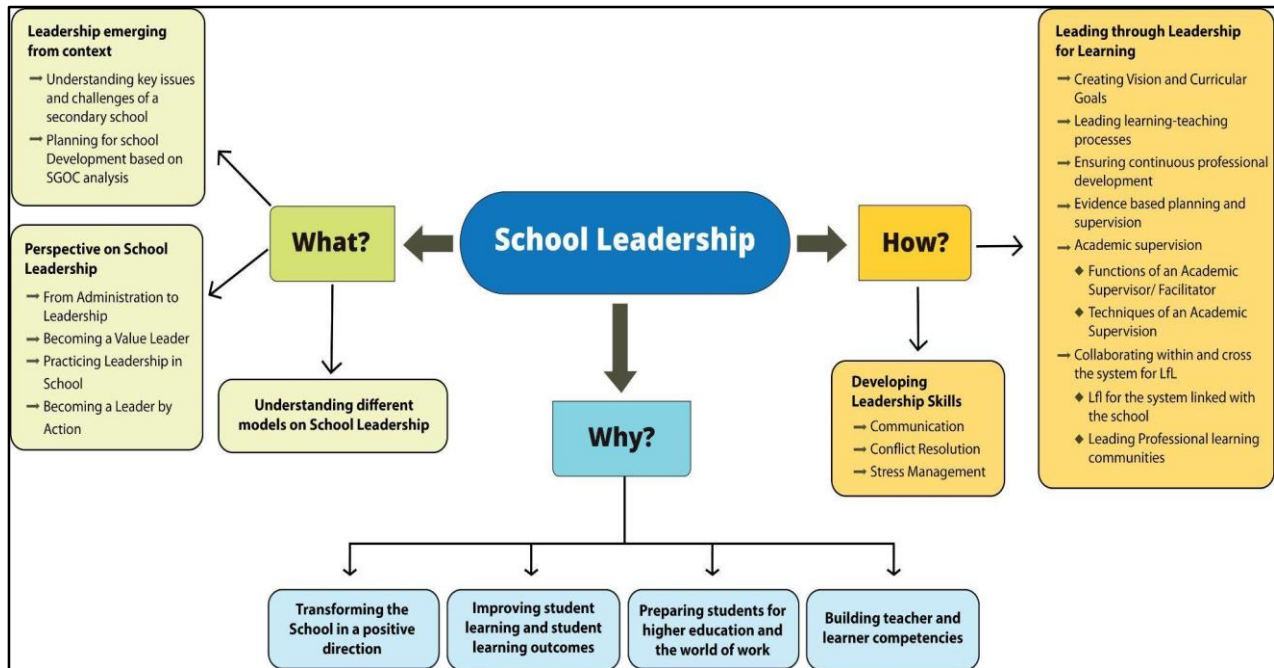 Leadership emerging
from context
Understanding key issues
and challenges of a
secondary school
Planning for school
Development based on
SGOC analysis
Perspective on School
Leadership
From Administration to
Leadership
Becoming a Value Leader
Practicing Leadership in
School
Becoming a Leader by
Action
What?
Understanding different
models on School Leadership
School Leadership
Why?
Transforming the
School in a positive
direction
Improving student
learning and student
learning outcomes
Preparing students for
higher education and
the world of work
Building teacher and
learner competencies
How?
Developing
Leadership Skills
Communication
Conflict Resolution
Stress Management
Leading through Leadership
for Learning
Creating Vision and Curricular
Goals
Leading learning-teaching
processes
Ensuring continuous professional
development
Evidence based planning and
supervision
Academic supervision
Functions of an Academic
Supervisor/ Facilitator
Techniques of an Academic
Supervision
Collaborating within and cross
the system for LfL
Lfl for the system linked with
the school
Leading Professional learning
communities